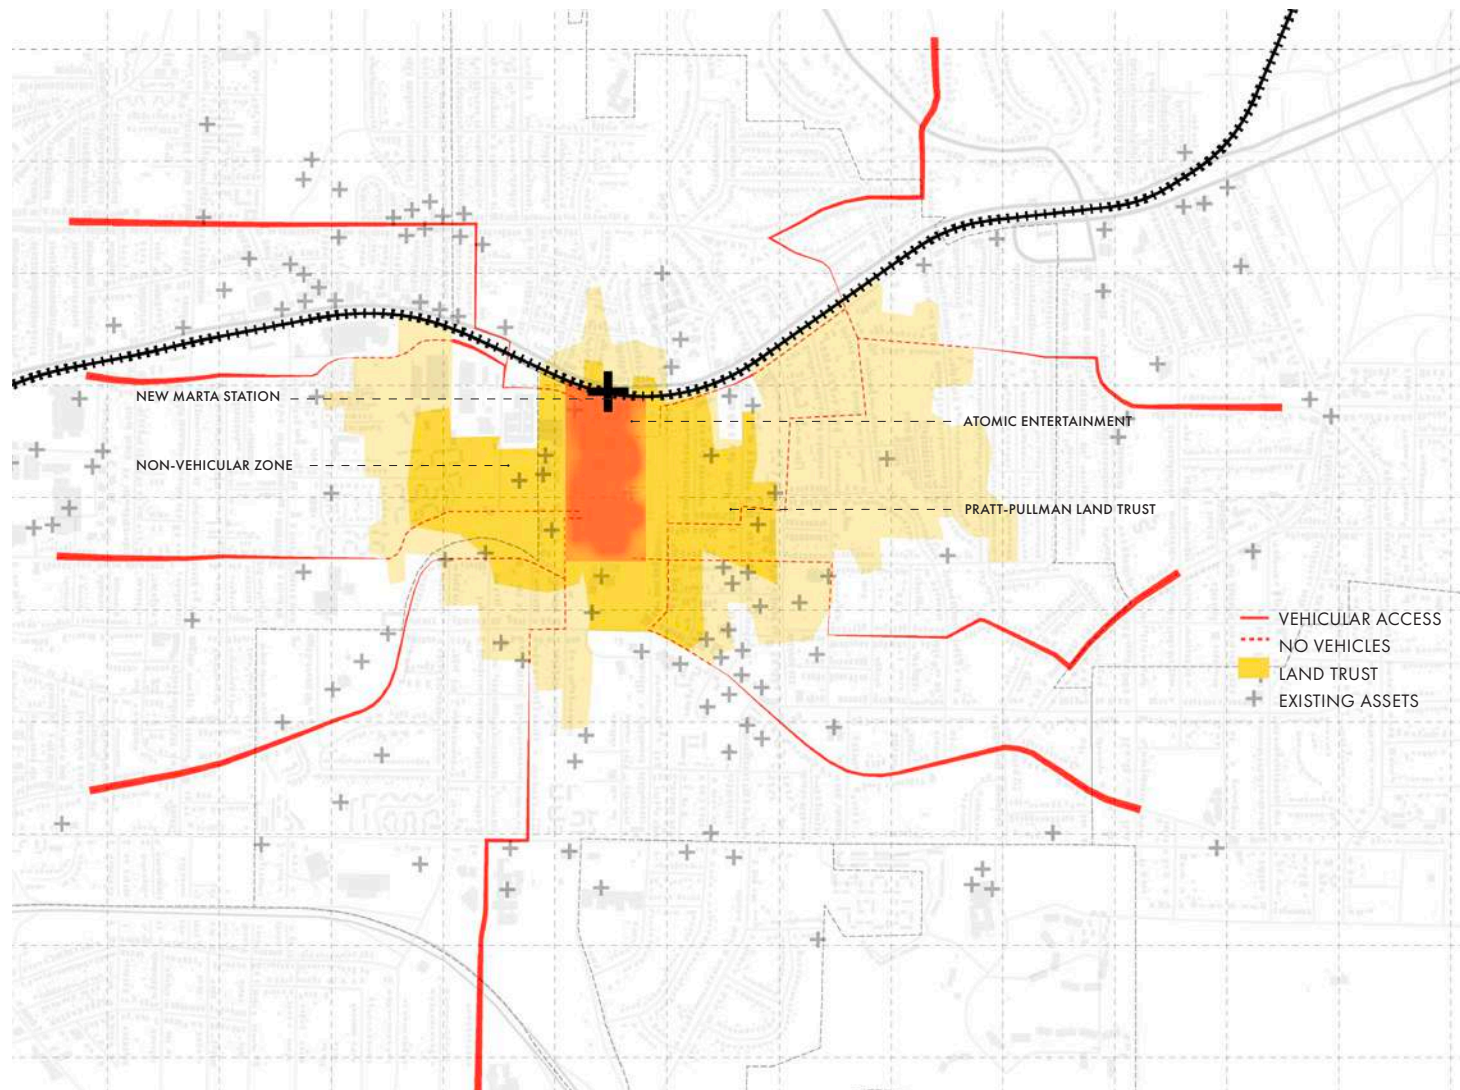 NEW MARTA STATION
ATOMIC ENTERTAINMENT
NON-VEHICULAR ZONE
PRATT-PULLMAN LAND TRUST
VEHICULAR ACCESS
NO VEHICLES
LAND TRUST
EXISTING ASSETS